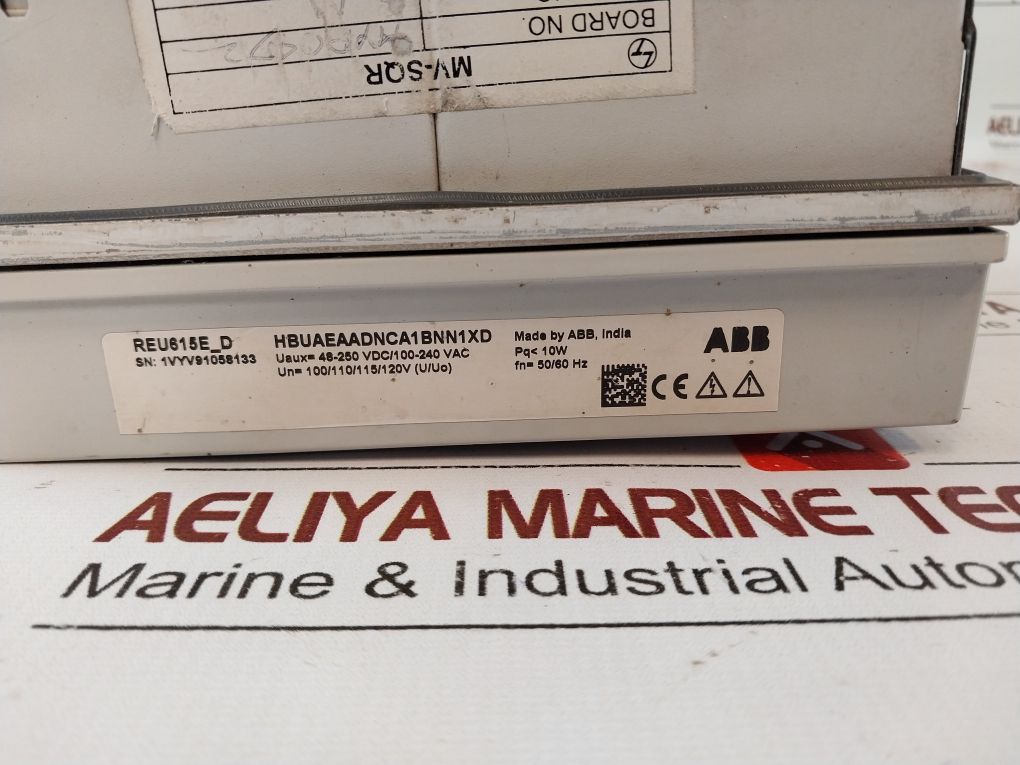 MV-SQR
BOARD NO.
REU615E_D
SN: 1VYV91058133
HBUAEAADNCA1BNN1XD
Uaux= 48-250 VDC/100-240 VAC
Un= 100/110/115/120V (U/Uo)
Made by ABB, India
Pq< 10W
fn= 50/60 Hz
ABB
CE
AELIYA MARINE TEC
Marine & Industrial Autom